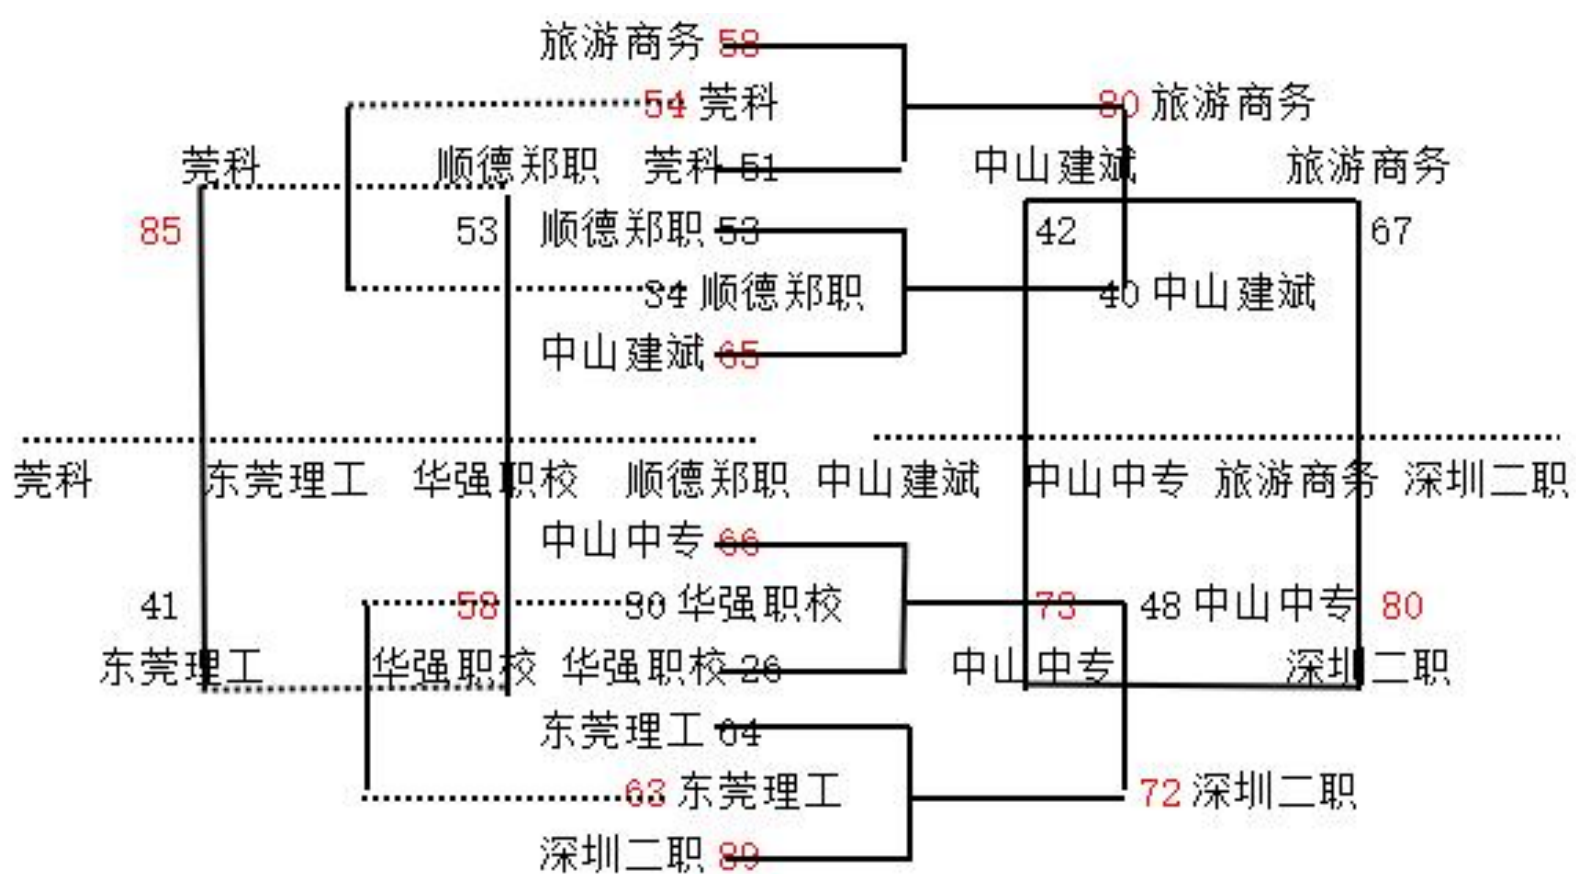 旅游商务 58
54 莞科 80 旅游商务
莞科 顺德郑职 莞科 51 中山建斌 旅游商务
85 53 顺德郑职 53 42 67
34 顺德郑职 40 中山建斌
中山建斌 65
莞科 东莞理工 华强职校 顺德郑职 中山建斌 中山中专 旅游商务 深圳二职
中山中专 66
41 58 30 华强职校 73 48 中山中专 80
东莞理工 华强职校 华强职校 26 中山中专 深圳二职
东莞理工 64
63 东莞理工 72 深圳二职
深圳二职 89